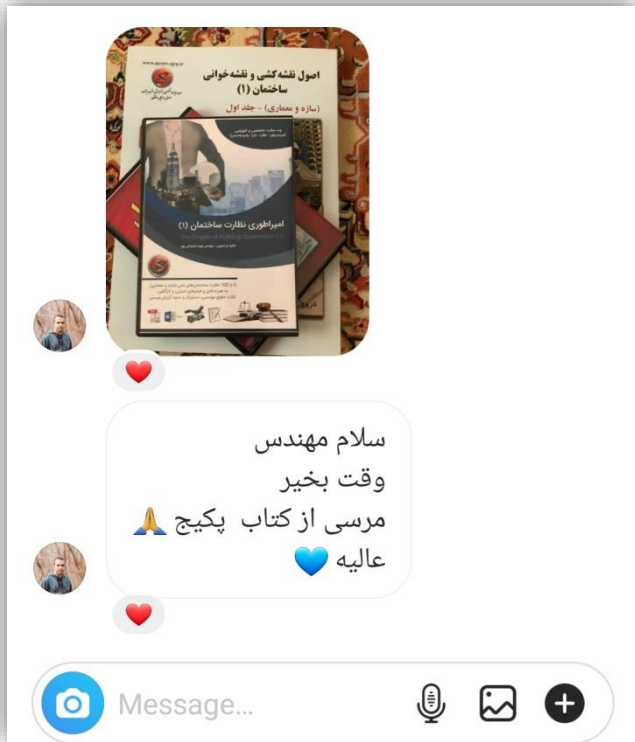 اصول نقشه‌کشی و نقشه‌خوانی
ساختمان (۱)
(سازه و معماری) - جلد اول
امپراطوری نظارت ساختمان (۱)
سلام مهندس
وقت بخیر
مرسی از کتاب پکیج 🙏
عالیه 💙
Message...